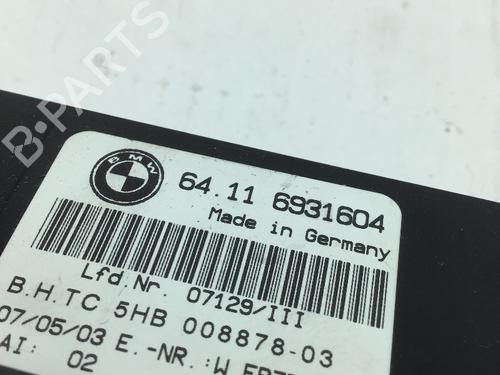 BMW
64.11 6931604
Made in Germany
Lfd.Nr. 07129/III
B.H.TC 5HB 008878-03
07/05/03 E.-NR.:W
AI: 02
B-PARTS